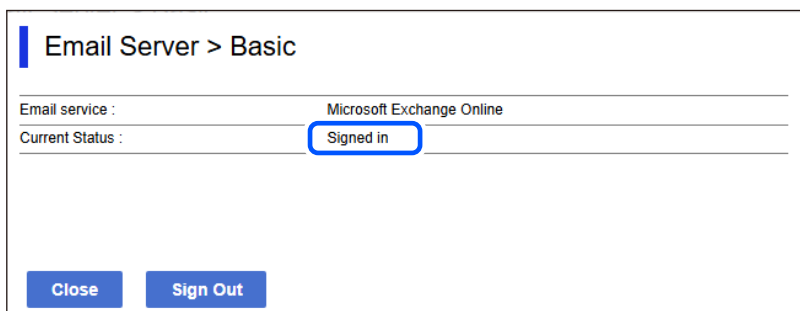 Email Server > Basic
Email service : Microsoft Exchange Online
Current Status : Signed in
Close Sign Out